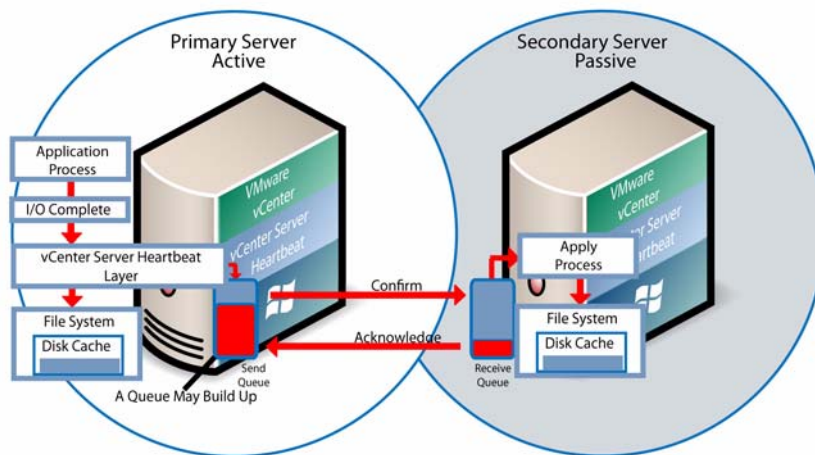 Primary Server
Active
Secondary Server
Passive
Application
Process
I/O Complete
vCenter Server Heartbeat
Layer
File System
Disk Cache
VMware
vCenter
vCenter Server
Heartbeat
Send
Queue
A Queue May Build Up
Confirm
Acknowledge
Receive
Queue
VMware
vCenter
Server
Apply
Process
File System
Disk Cache